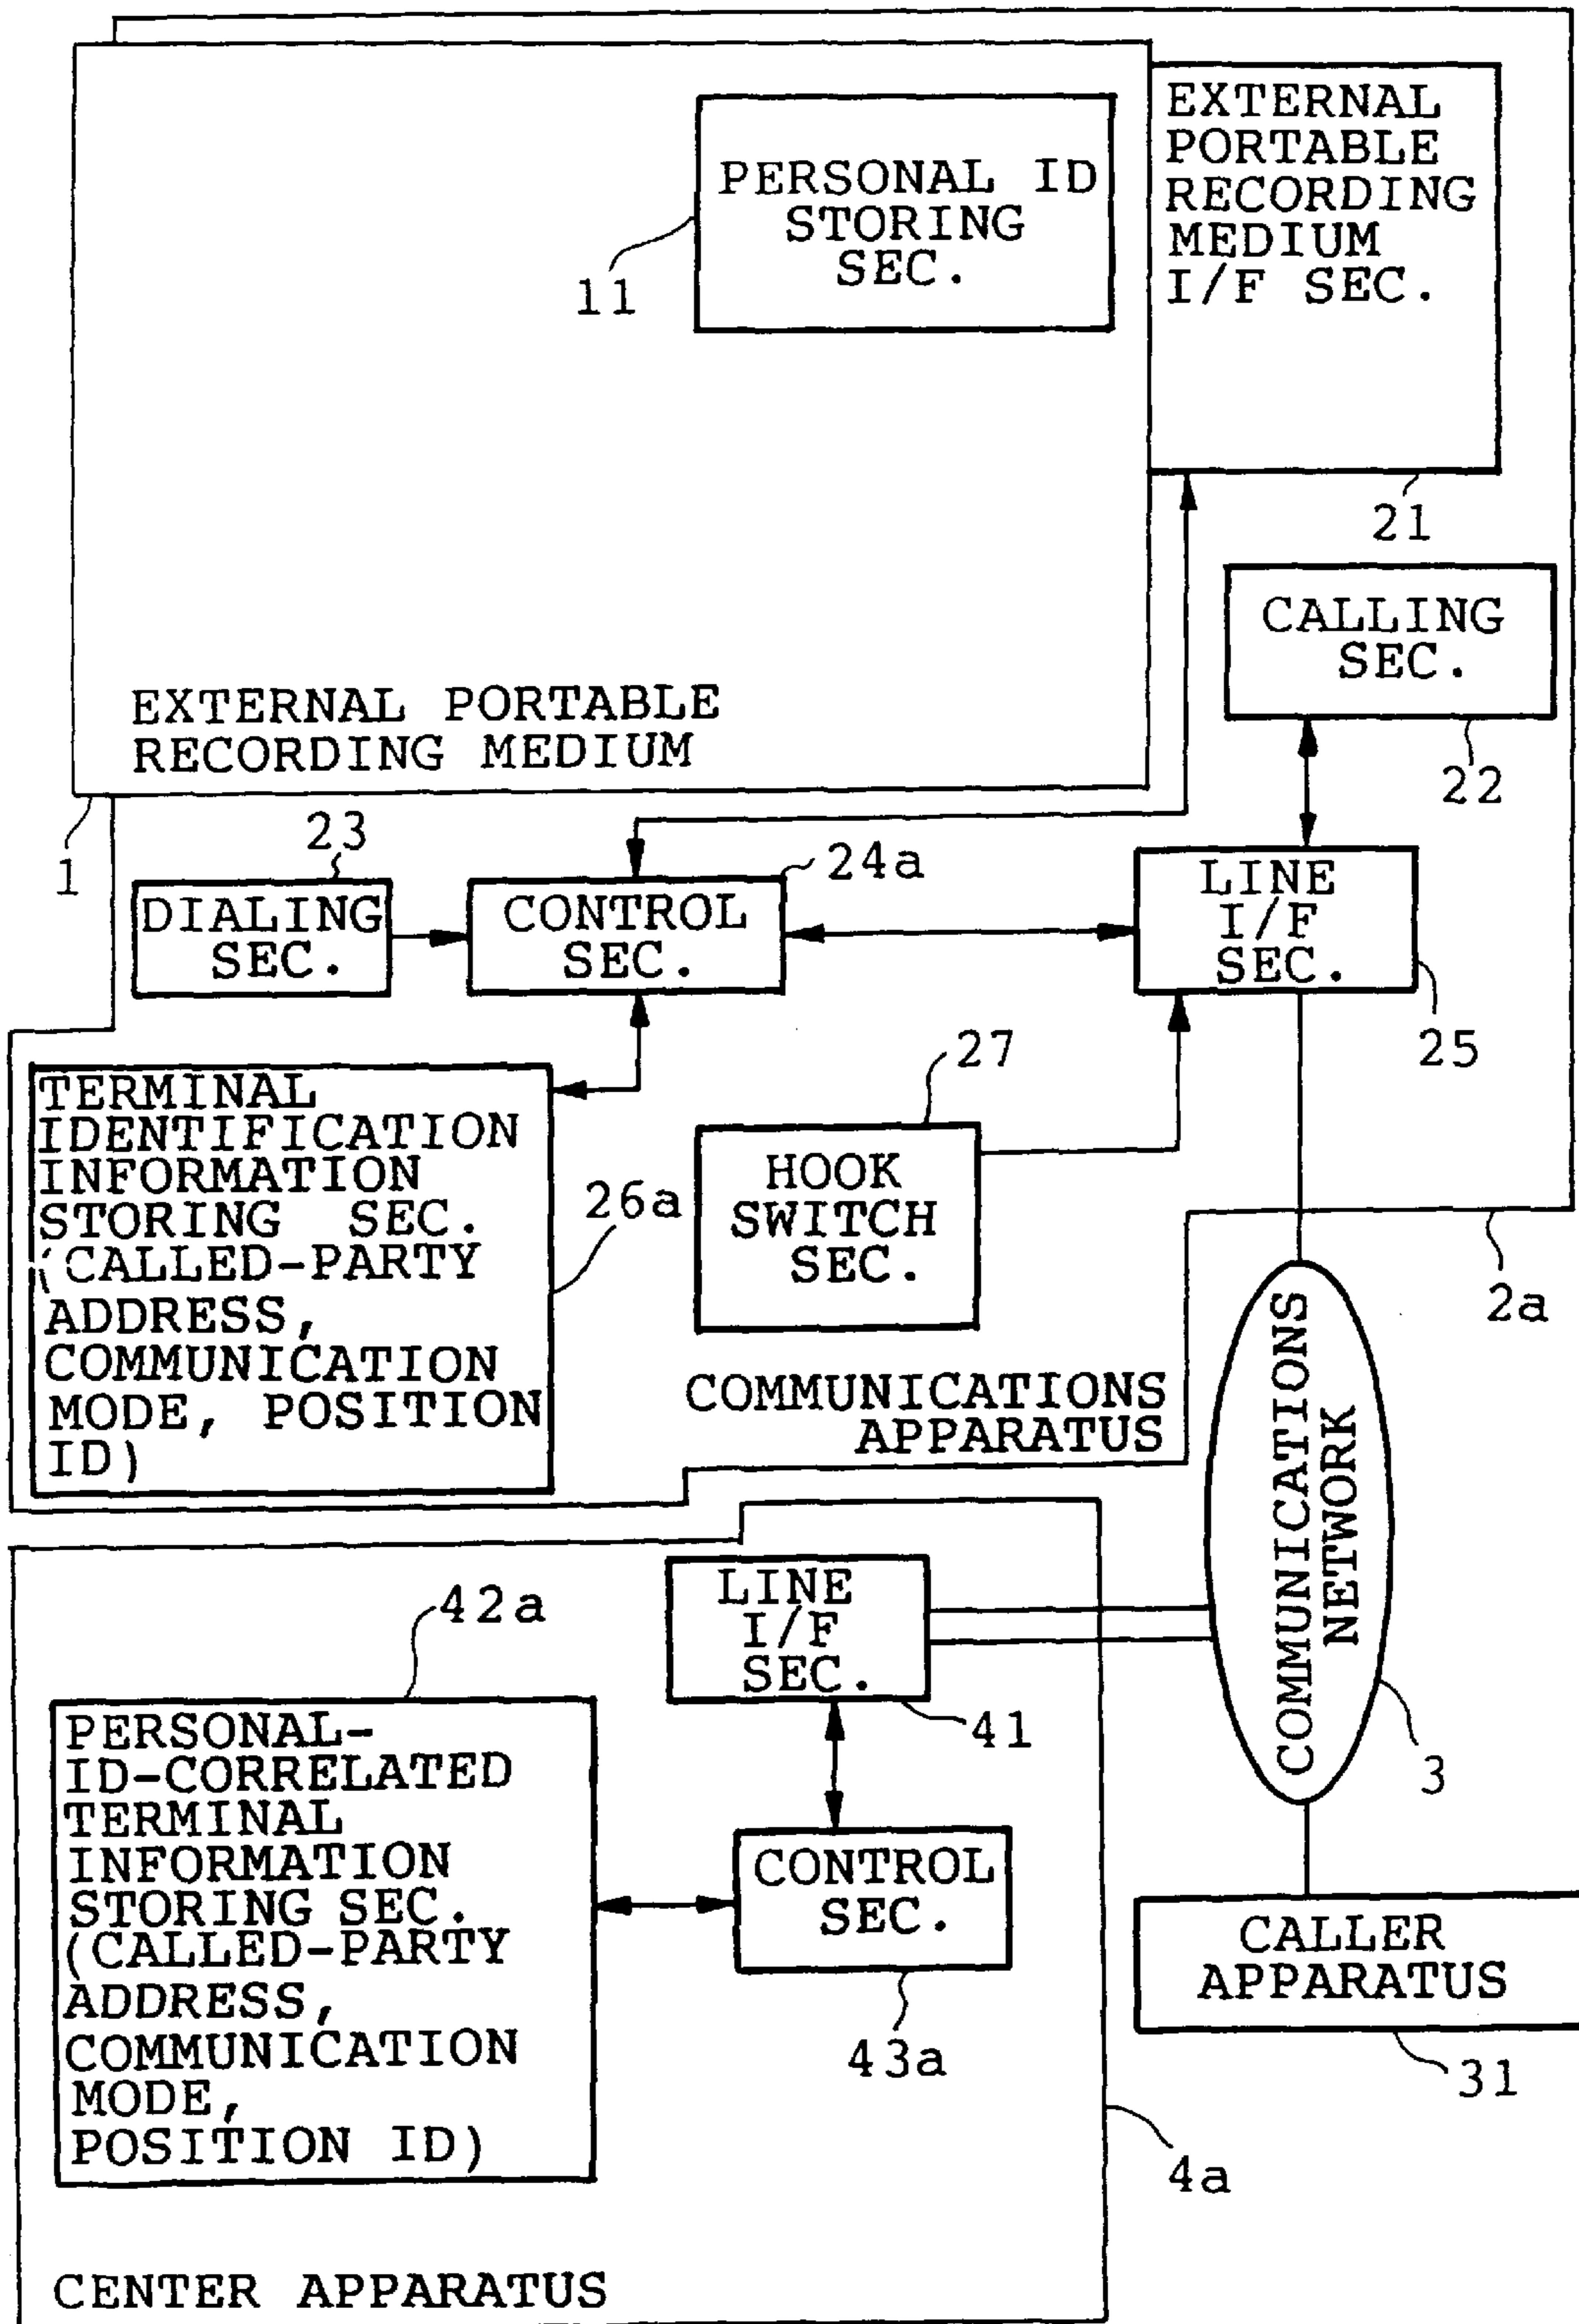 EXTERNAL
PORTABLE
RECORDING
MEDIUM
I/F SEC.
PERSONAL ID
STORING
SEC.
11
21
CALLING
SEC.
22
EXTERNAL PORTABLE
RECORDING MEDIUM
1
23
DIALING
SEC.
24a
CONTROL
SEC.
LINE
I/F
SEC.
25
27
HOOK
SWITCH
SEC.
TERMINAL
IDENTIFICATION
INFORMATION
STORING SEC.
(CALLED-PARTY
ADDRESS,
COMMUNICATION
MODE, POSITION
ID)
26a
2a
COMMUNICATIONS
APPARATUS
COMMUNICATIONS
NETWORK
3
LINE
I/F
SEC.
41
42a
PERSONAL-
ID-CORRELATED
TERMINAL
INFORMATION
STORING SEC.
(CALLED-PARTY
ADDRESS,
COMMUNICATION
MODE,
POSITION ID)
CONTROL
SEC.
43a
CALLER
APPARATUS
31
4a
CENTER APPARATUS